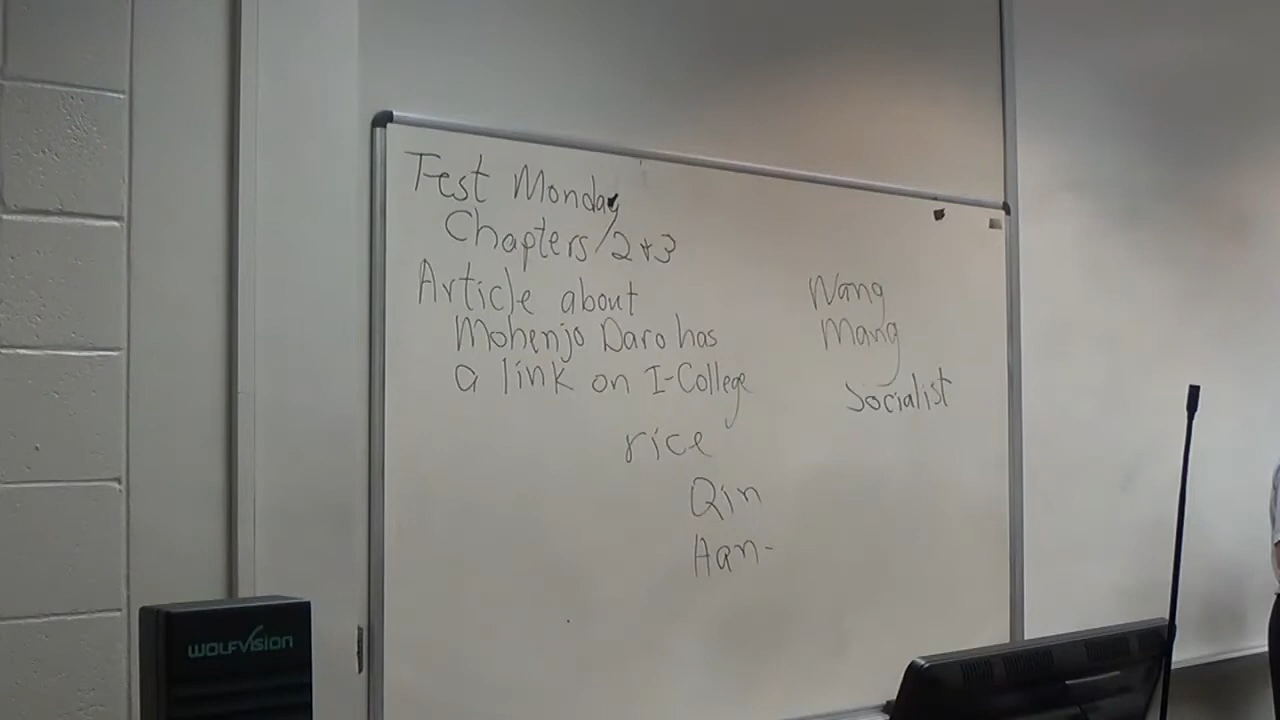 Test Monday
Chapters/2+3
Article about
Mohenjo Daro has
a link on I-College
rice
Qin
Han-
Wang
Mang
Socialist
WOLFVISION